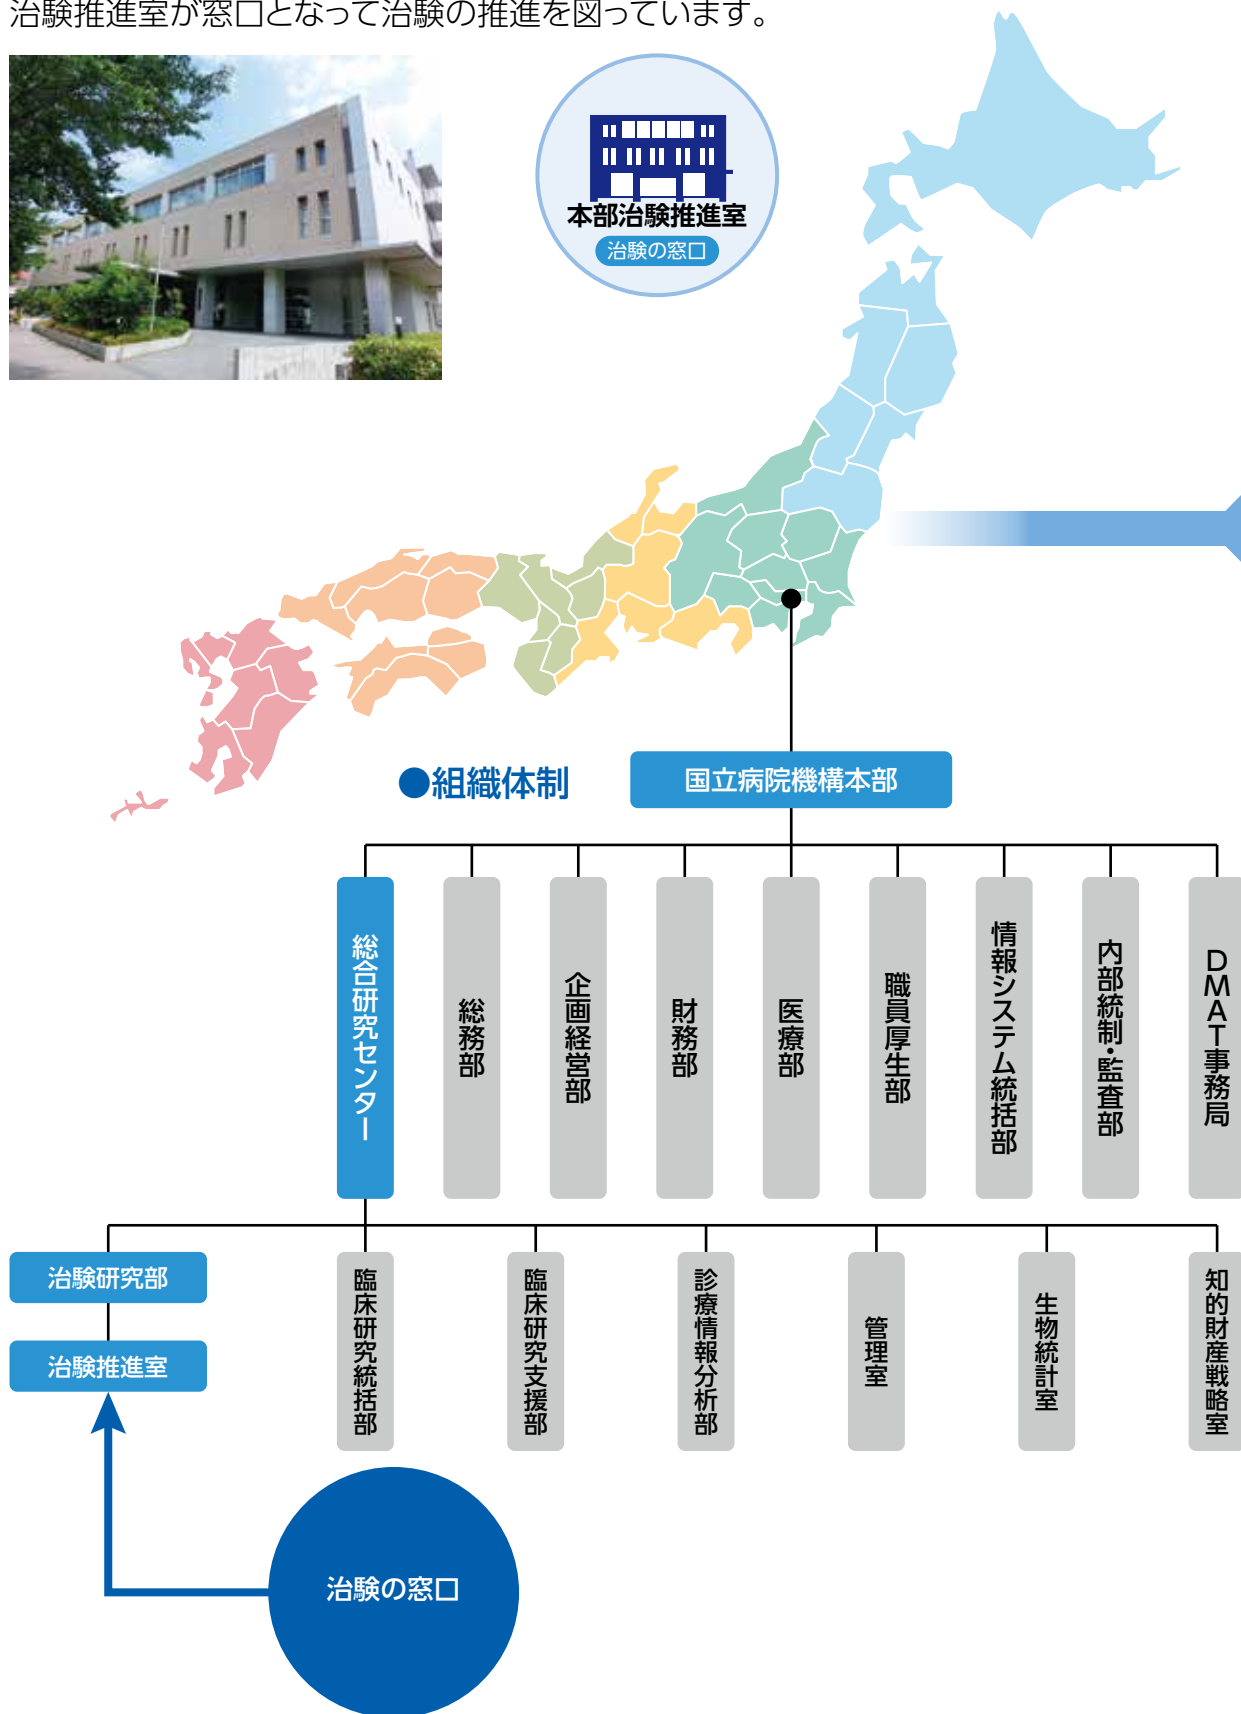 治験推進室が窓口となって治験の推進を図っています。
本部治験推進室
治験の窓口
●組織体制
国立病院機構本部
総合研究センター
総務部
企画経営部
財務部
医療部
職員厚生部
情報システム統括部
内部統制・監査部
DMAT事務局
治験研究部
治験推進室
臨床研究統括部
臨床研究支援部
診療情報分析部
管理室
生物統計室
知的財産戦略室
治験の窓口